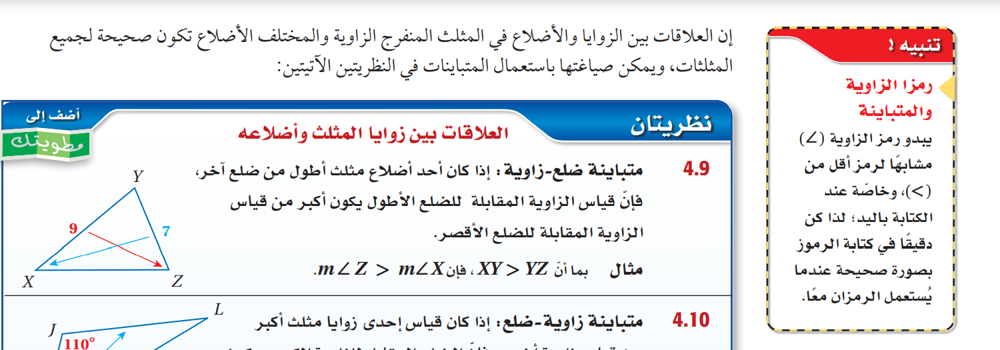 إن العلاقات بين الزوايا والأضلاع في المثلث المنفرج الزاوية والمختلف الأضلاع تكون صحيحة لجميع
المثلثات، ويمكن صياغتها باستعمال المتباينات في النظريتين الآتيتين:
تنبيه !
رمزا الزاوية
والمتباينة
يبدو رمز الزاوية (∠)
مشابهًا لرمز أقل من
(<)، وخاصّة عند
الكتابة باليد؛ لذا كن
دقيقًا في كتابة الرموز
بصورة صحيحة عندما
يُستعمل الرمزان معًا.
نظريتان
العلاقات بين زوايا المثلث وأضلاعه
أضف إلى
مطويتك
4.9 متباينة ضلع-زاوية: إذا كان أحد أضلاع مثلث أطول من ضلع آخر،
فإنّ قياس الزاوية المقابلة للضلع الأطول يكون أكبر من قياس
الزاوية المقابلة للضلع الأقصر.
مثال بما أنّ XY > YZ ، فإن m∠Z > m∠X.
Y
9
7
X
Z
4.10 متباينة زاوية-ضلع: إذا كان قياس إحدى زوايا مثلث أكبر
L
J
110°